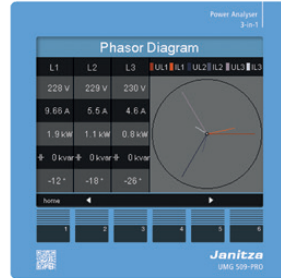 Power Analyser
3-in-1
Phasor Diagram
L1 L2 L3 UL1 IL1 UL2 IL2 UL3 IL3
228 V 229 V 230 V
9.66 A 5.5 A 4.6 A
1.9 kW 1.1 kW 0.8 kW
0 kvar 0 kvar 0 kvar
-12° -18° -26°
home
1 2 3 4 5 6
Janitza
UMG 509-PRO